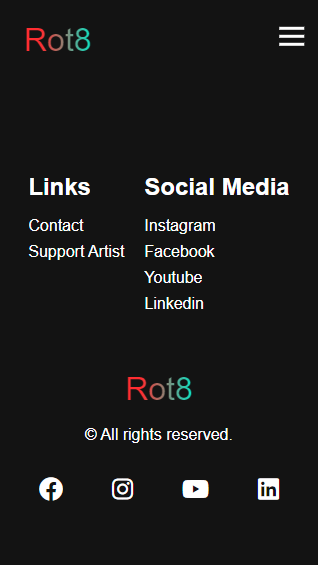 Rot8
Links
Contact
Support Artist
Social Media
Instagram
Facebook
Youtube
Linkedin
Rot8
© All rights reserved.